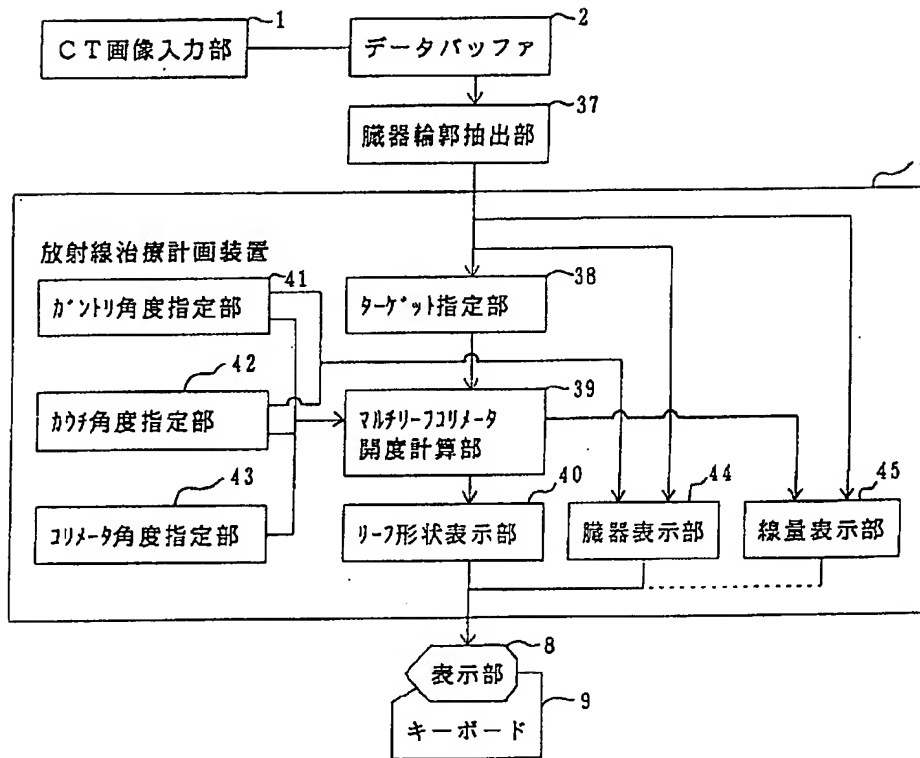 1
CT画像入力部
2
データバッファ
37
臓器輪郭抽出部
放射線治療計画装置
41
ガントリ角度指定部
38
ターゲット指定部
42
カウチ角度指定部
39
マルチリーフコリメータ
開度計算部
43
コリメータ角度指定部
40
リーフ形状表示部
44
臓器表示部
45
線量表示部
8
表示部
9
キーボード